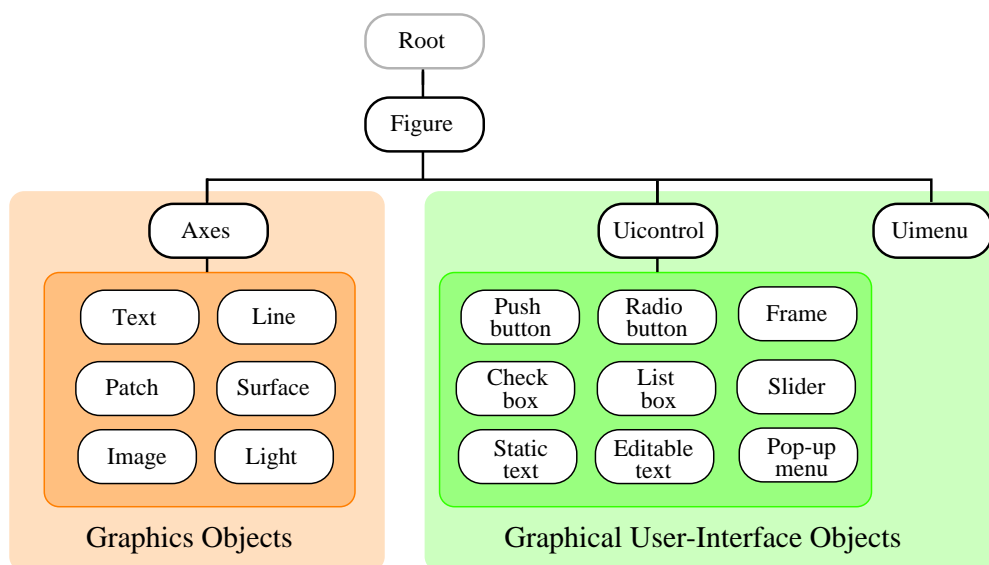 Root
Figure
Axes
Uicontrol
Uimenu
Text
Line
Patch
Surface
Image
Light
Push
button
Radio
button
Frame
Check
box
List
box
Slider
Static
text
Editable
text
Pop-up
menu
Graphics Objects
Graphical User-Interface Objects